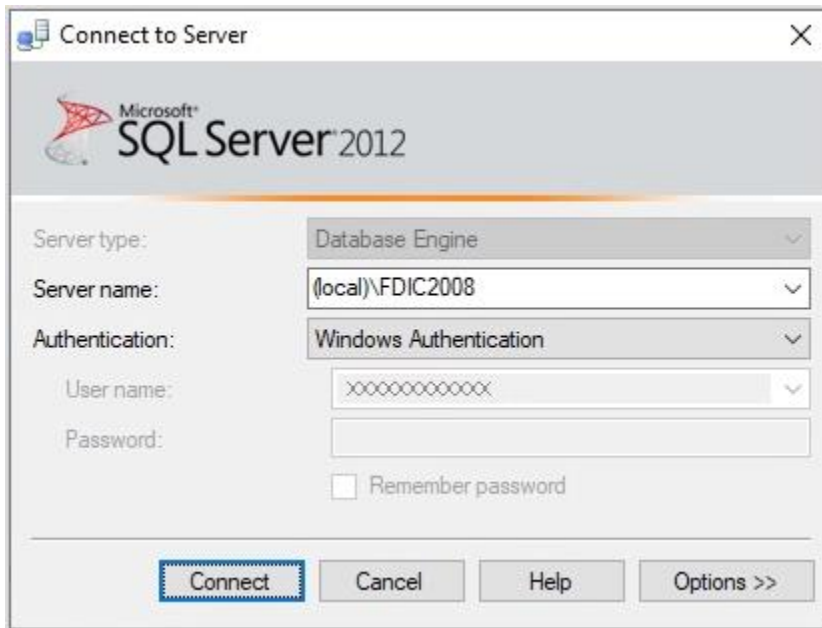 Connect to Server
Microsoft®
SQL Server® 2012
Server type: Database Engine
Server name: (local)\FDIC2008
Authentication: Windows Authentication
User name: XXXXXXXXXXXXX
Password:
Remember password
Connect Cancel Help Options >>